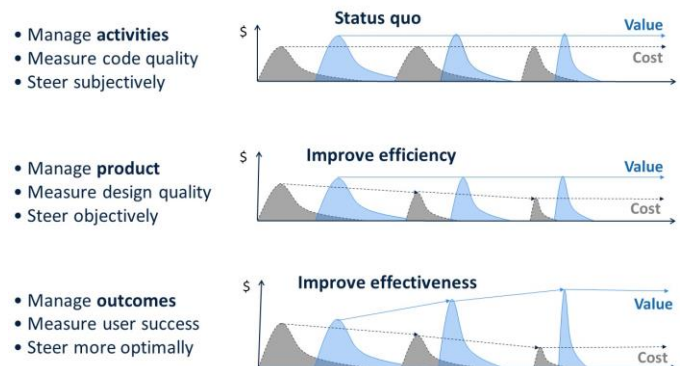 Status quo
• Manage activities
• Measure code quality
• Steer subjectively
$
Value
Cost
Improve efficiency
• Manage product
• Measure design quality
• Steer objectively
$
Value
Cost
Improve effectiveness
• Manage outcomes
• Measure user success
• Steer more optimally
$
Value
Cost